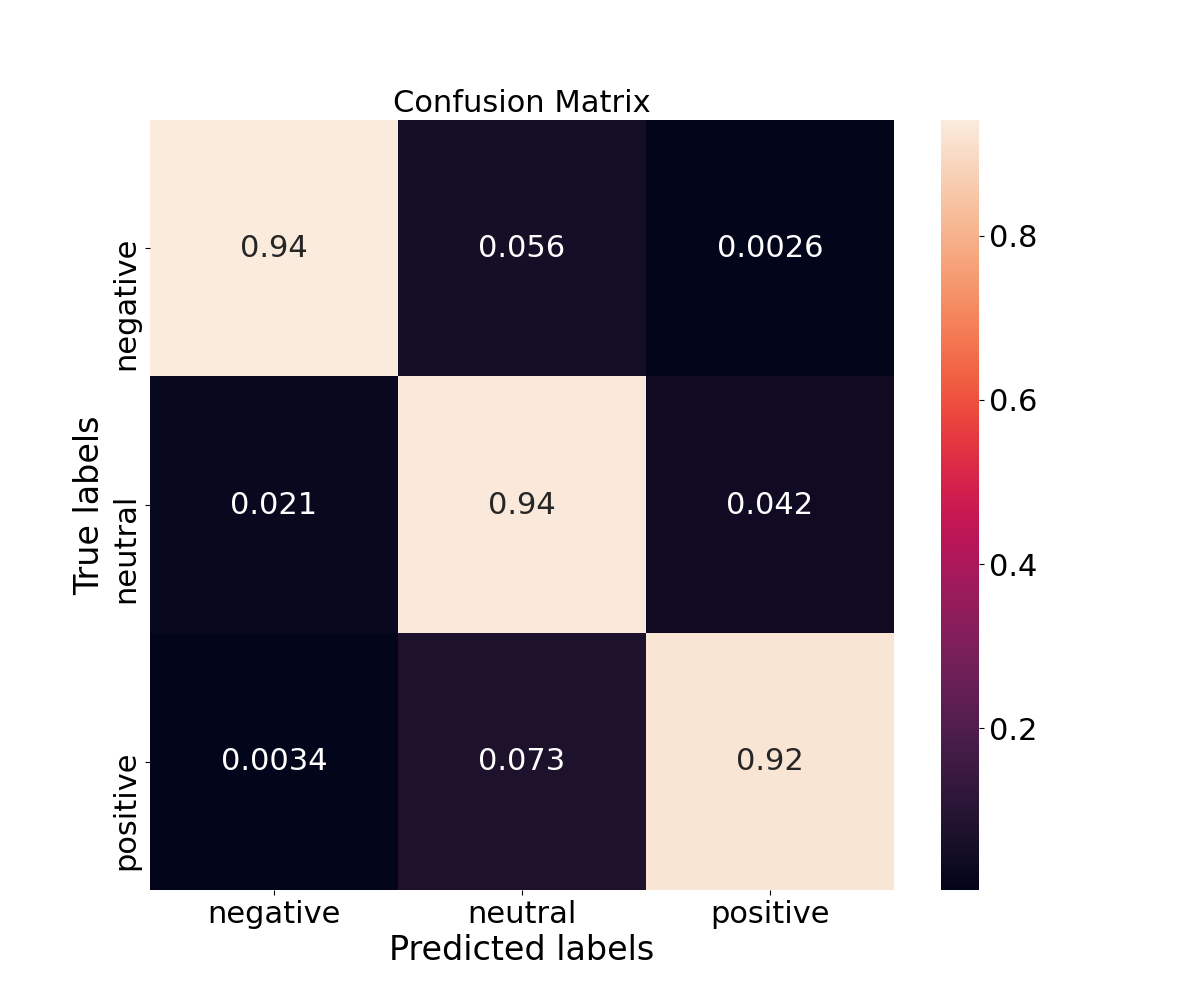 Confusion Matrix
True labels
negative
0.94
0.056
0.0026
neutral
0.021
0.94
0.042
positive
0.0034
0.073
0.92
negative
neutral
positive
Predicted labels
0.8
0.6
0.4
0.2